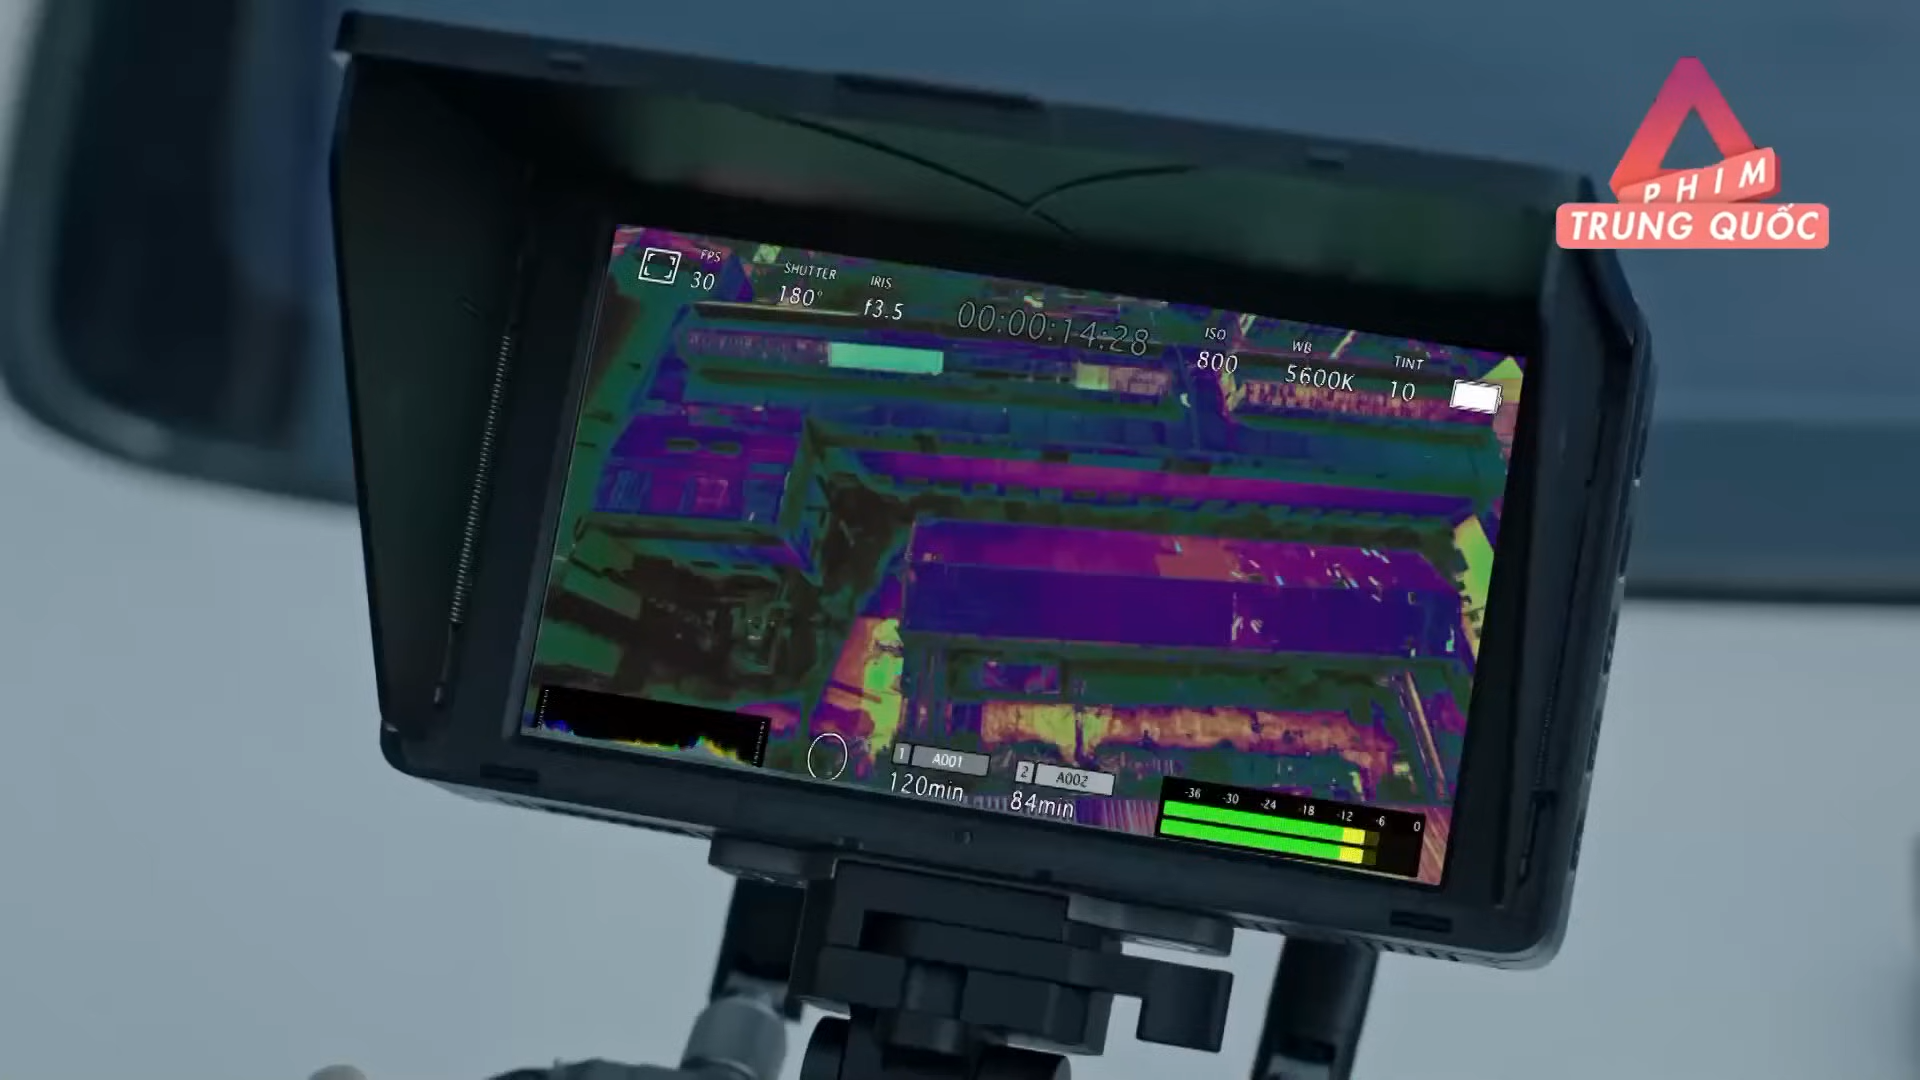 PHIM
TRUNG QUỐC
FPS
30
SHUTTER
180°
IRIS
f3.5
00:00:14:28
ISO
800
WB
5600K
TINT
10
1 A001
120min
2 A002
84min
-36 -30 -24 -18 -12 -6 0